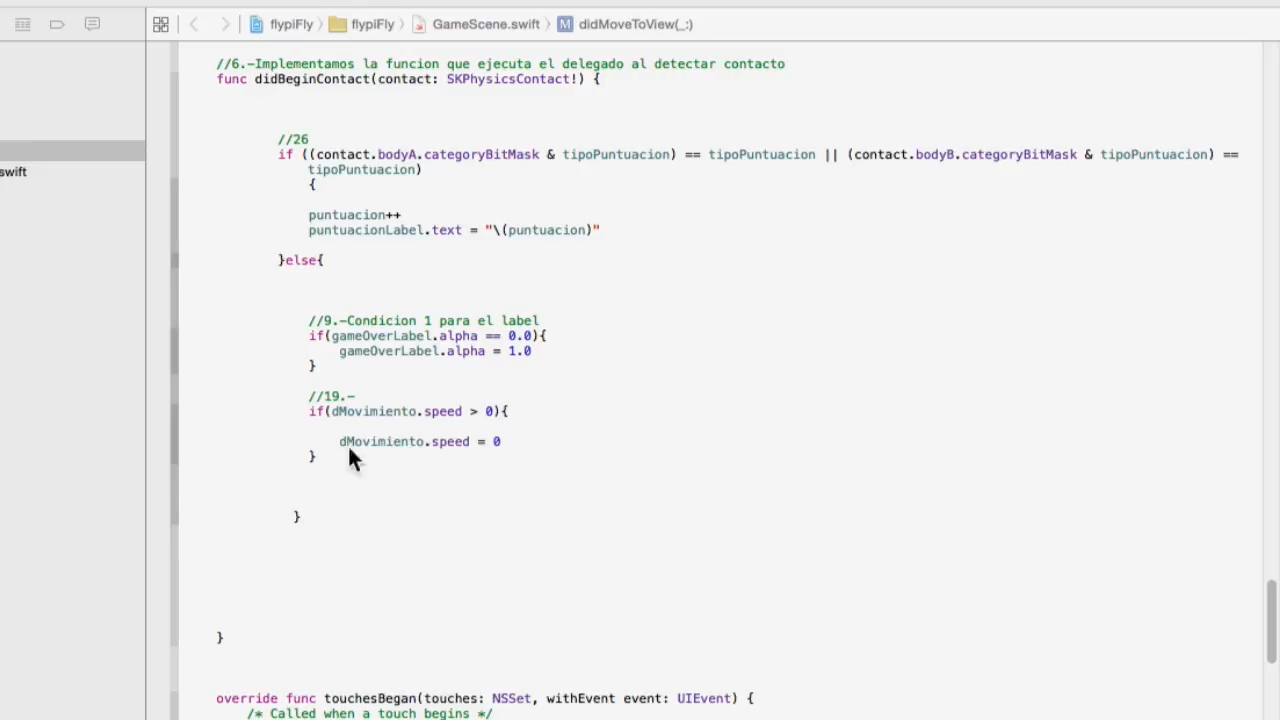 flypiFly flypiFly GameScene.swift didMoveToView(_:)
//6.-Implementamos la funcion que ejecuta el delegado al detectar contacto
func didBeginContact(contact: SKPhysicsContact!) {
//26
if ((contact.bodyA.categoryBitMask & tipoPuntuacion) == tipoPuntuacion || (contact.bodyB.categoryBitMask & tipoPuntuacion) ==
tipoPuntuacion)
swift
{
puntuacion++
puntuacionLabel.text = "\(puntuacion)"
}else{
//9.-Condicion 1 para el label
if(gameOverLabel.alpha == 0.0){
gameOverLabel.alpha = 1.0
}
//19.-
if(dMovimiento.speed > 0){
dMovimiento.speed = 0
}
}
}
override func touchesBegan(touches: NSSet, withEvent event: UIEvent) {
/* Called when a touch begins */